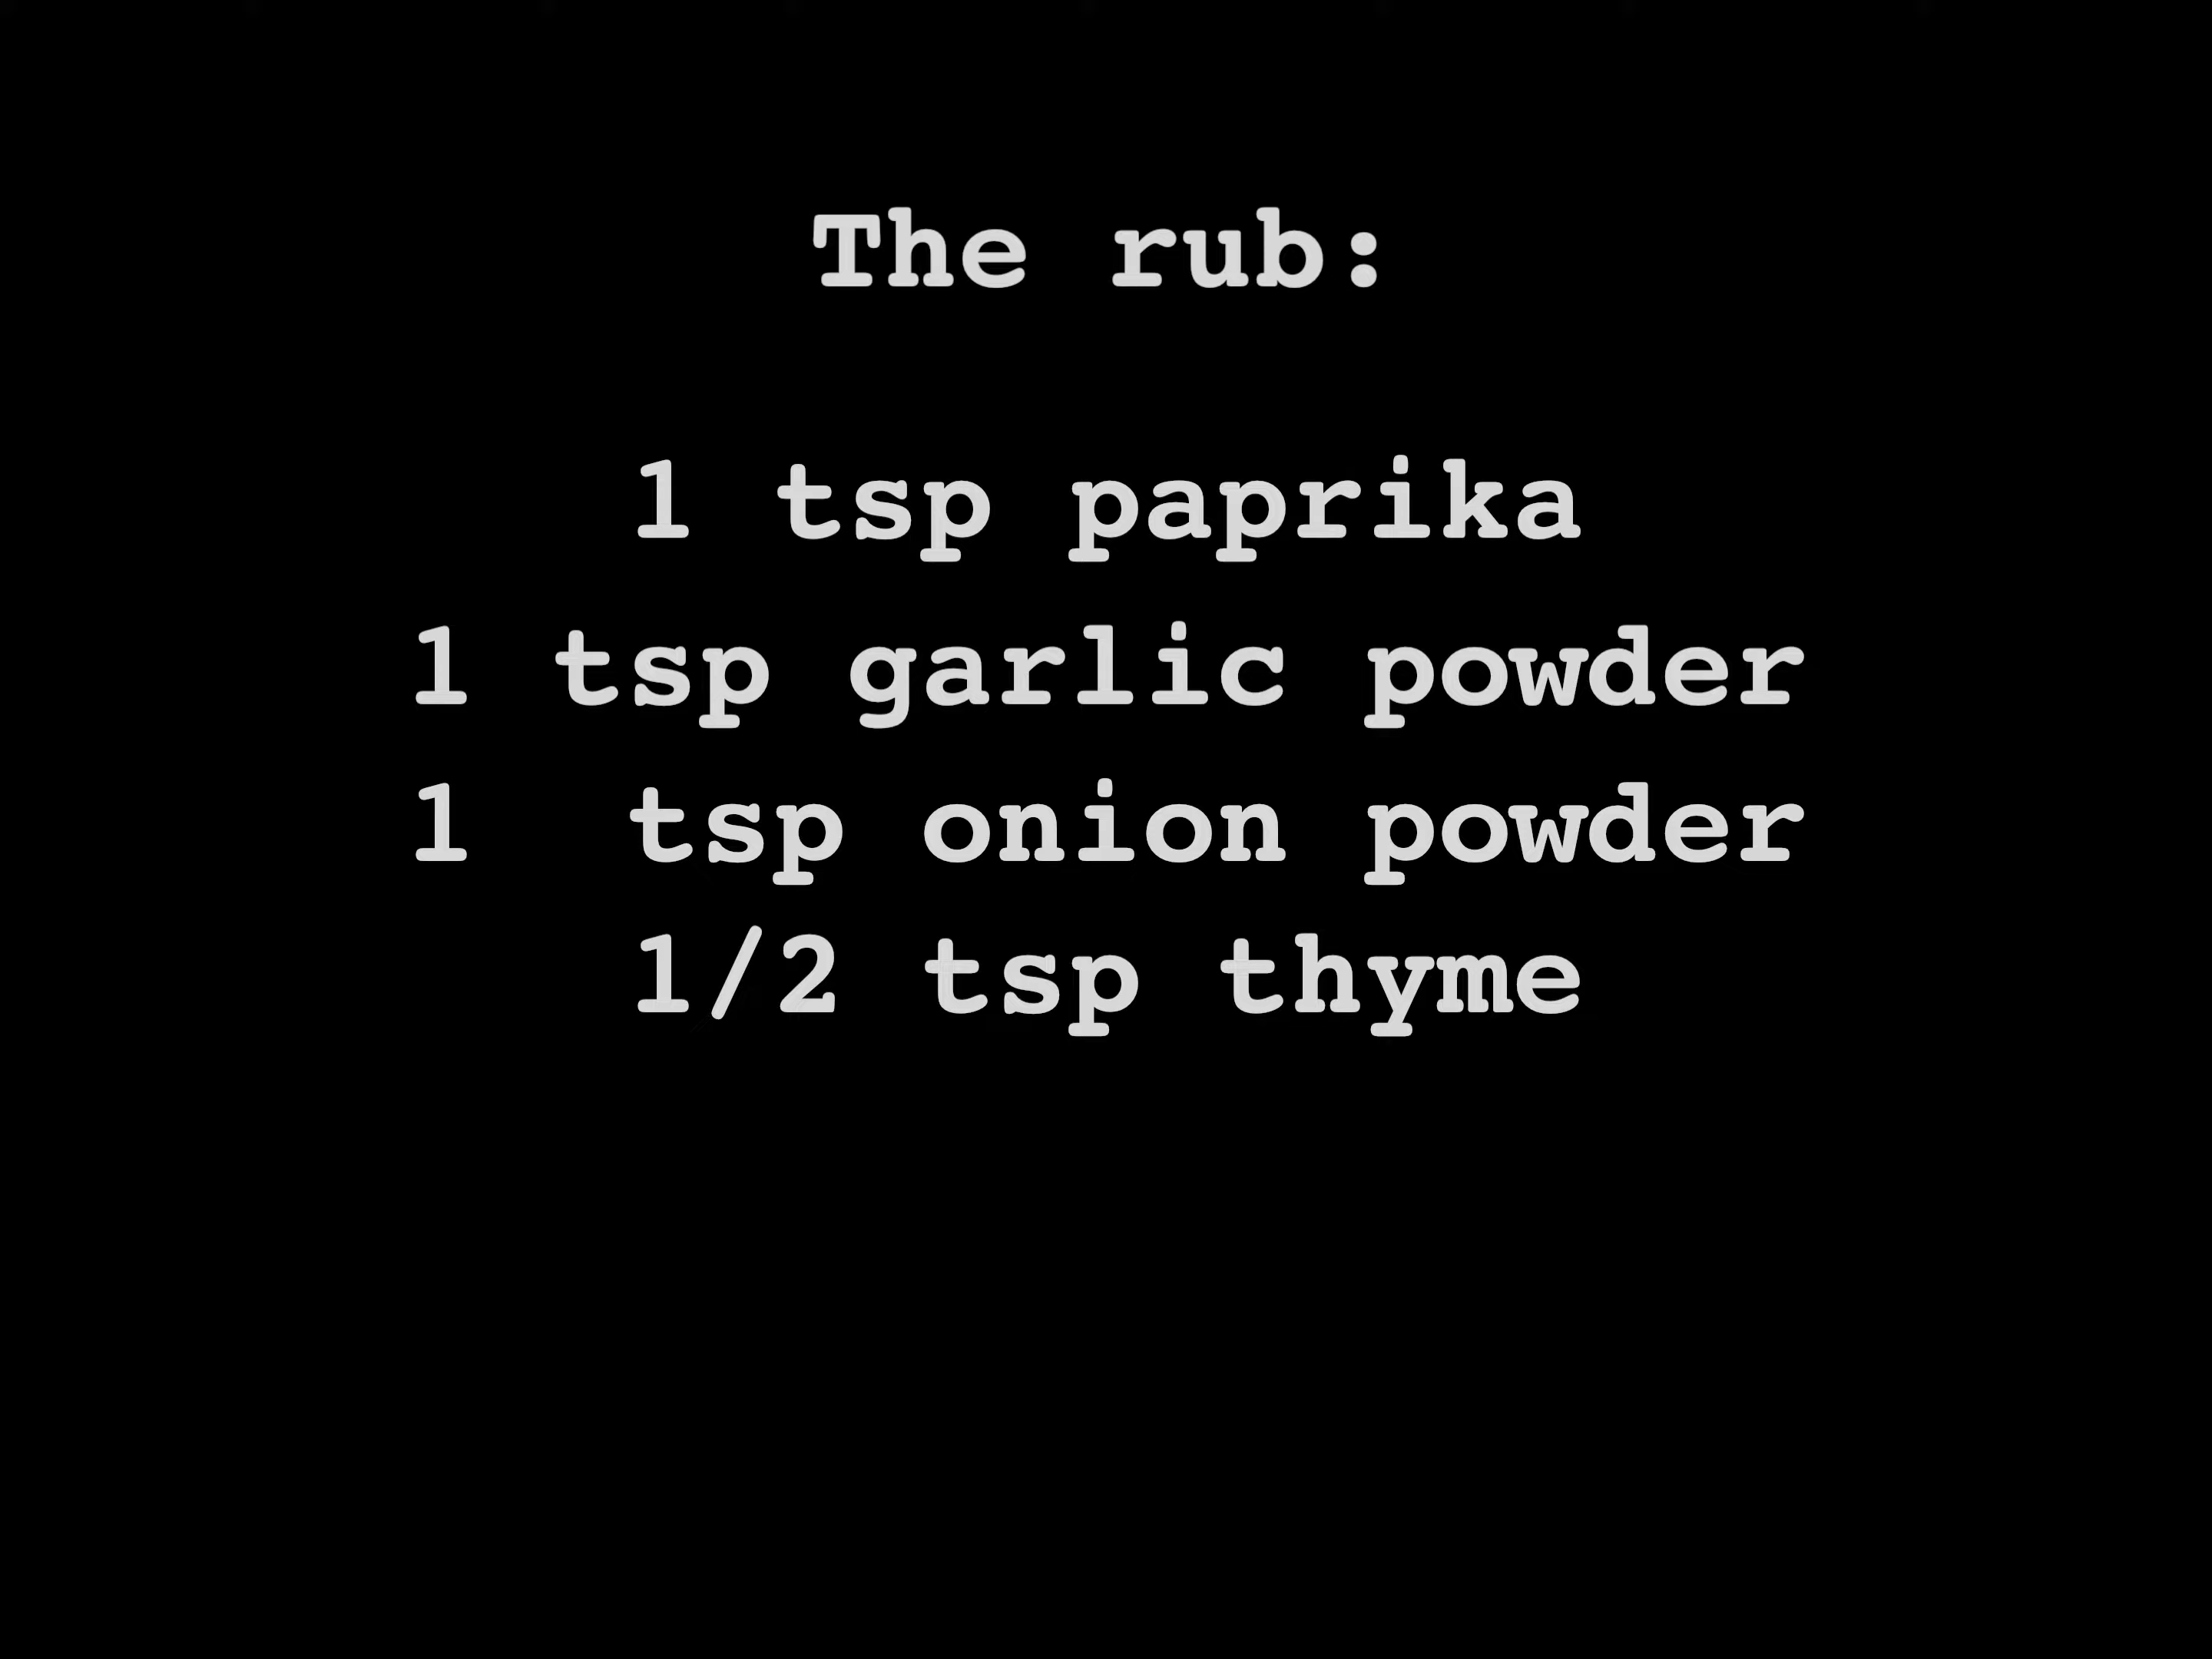 The rub:
1 tsp paprika
1 tsp garlic powder
1  tsp onion powder
1/2 tsp thyme